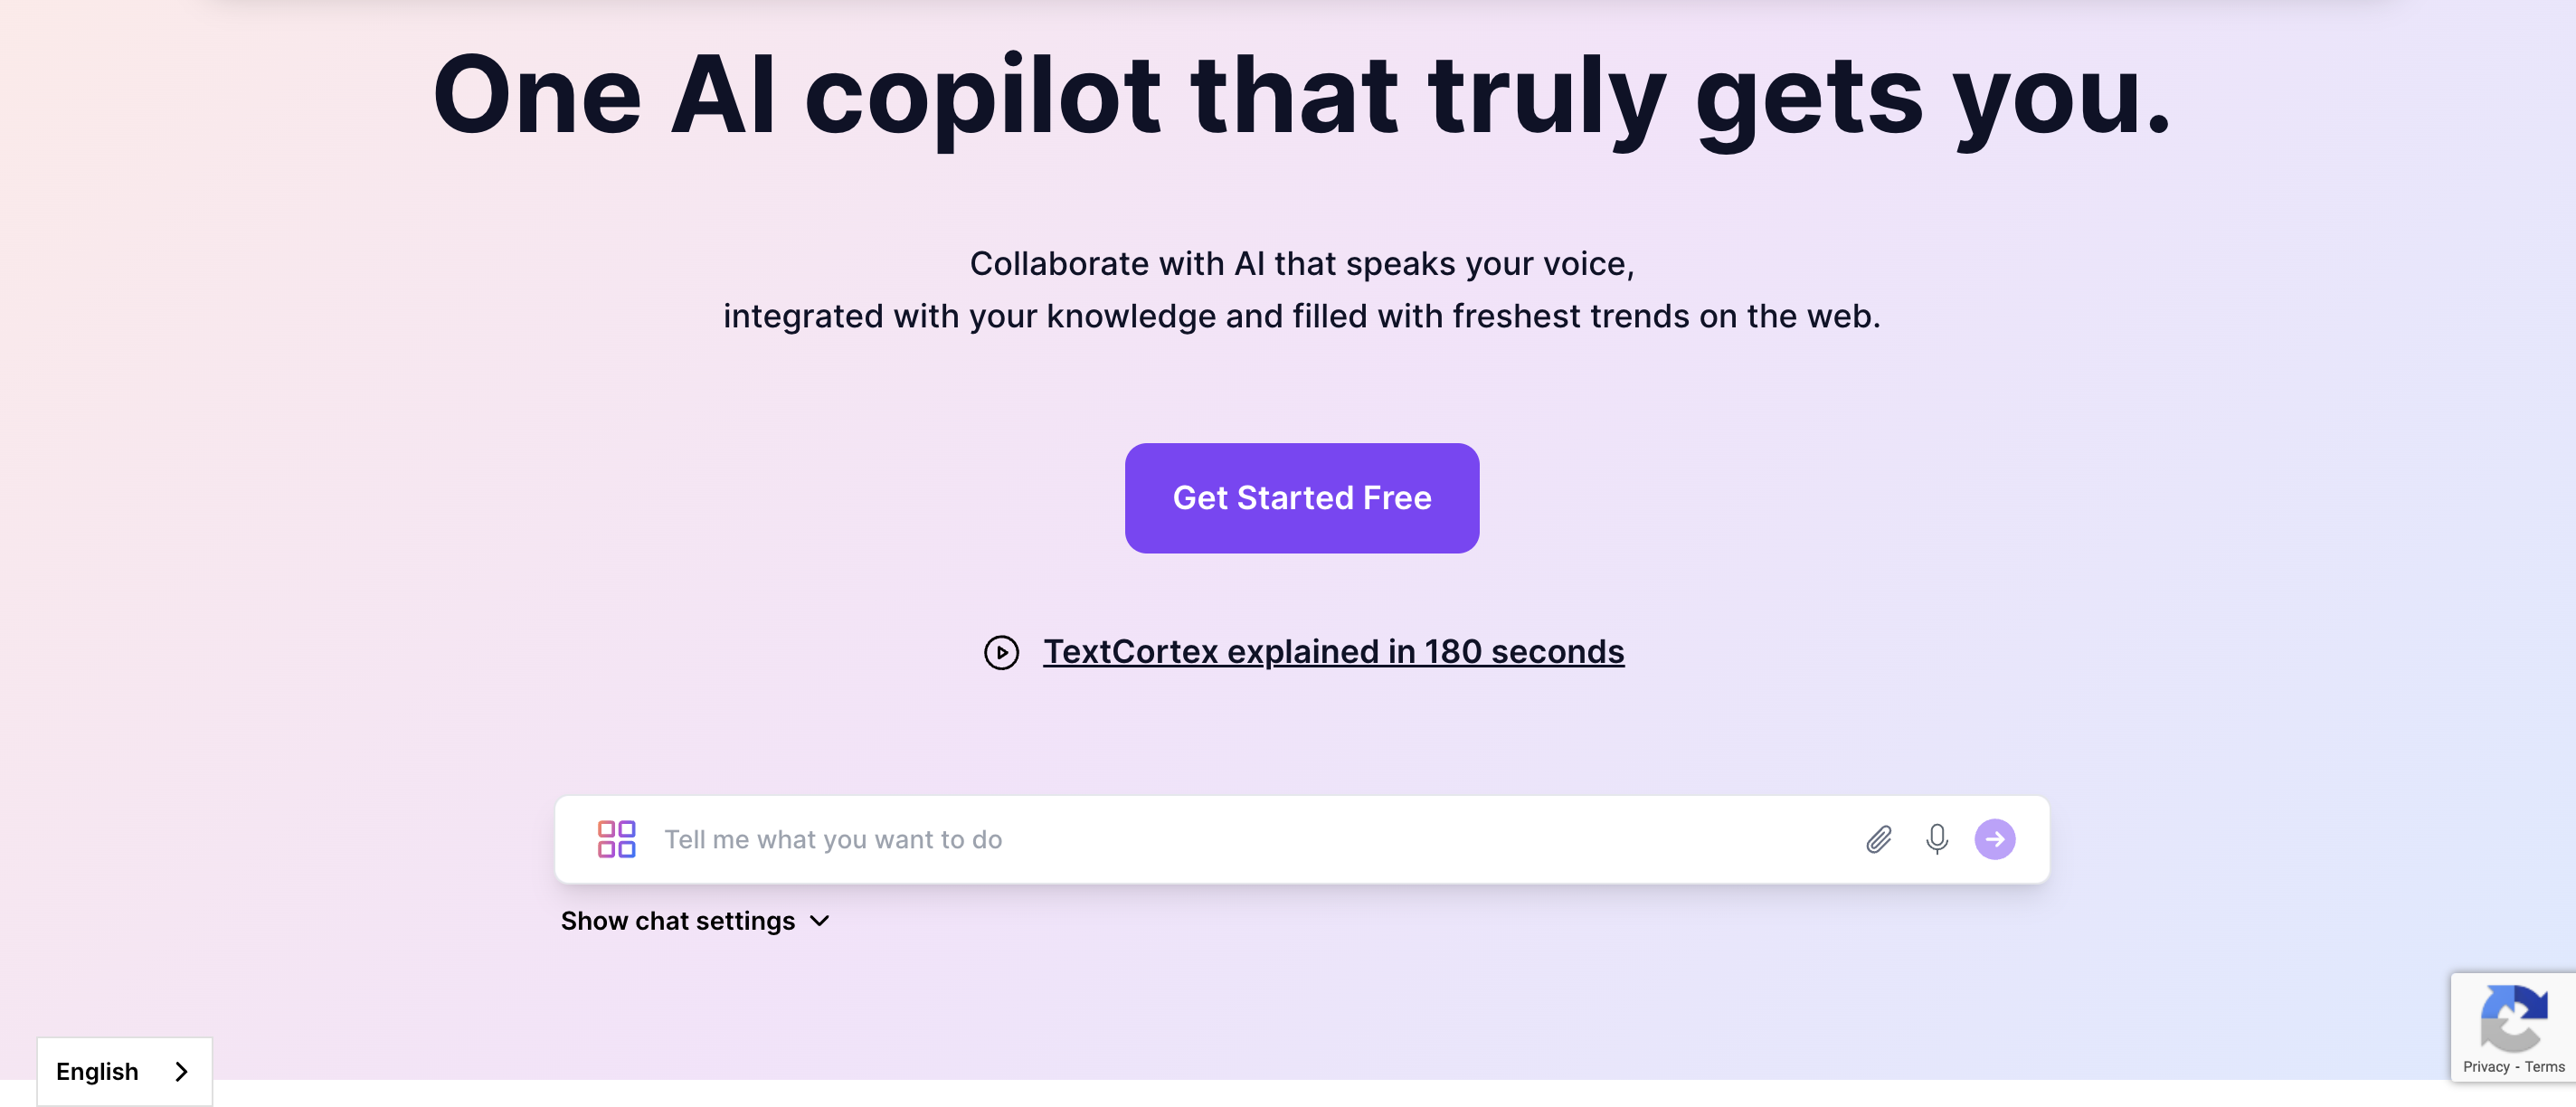 One AI copilot that truly gets you.
Collaborate with AI that speaks your voice,
integrated with your knowledge and filled with freshest trends on the web.
Get Started Free
TextCortex explained in 180 seconds
Tell me what you want to do
Show chat settings
English
Privacy - Terms